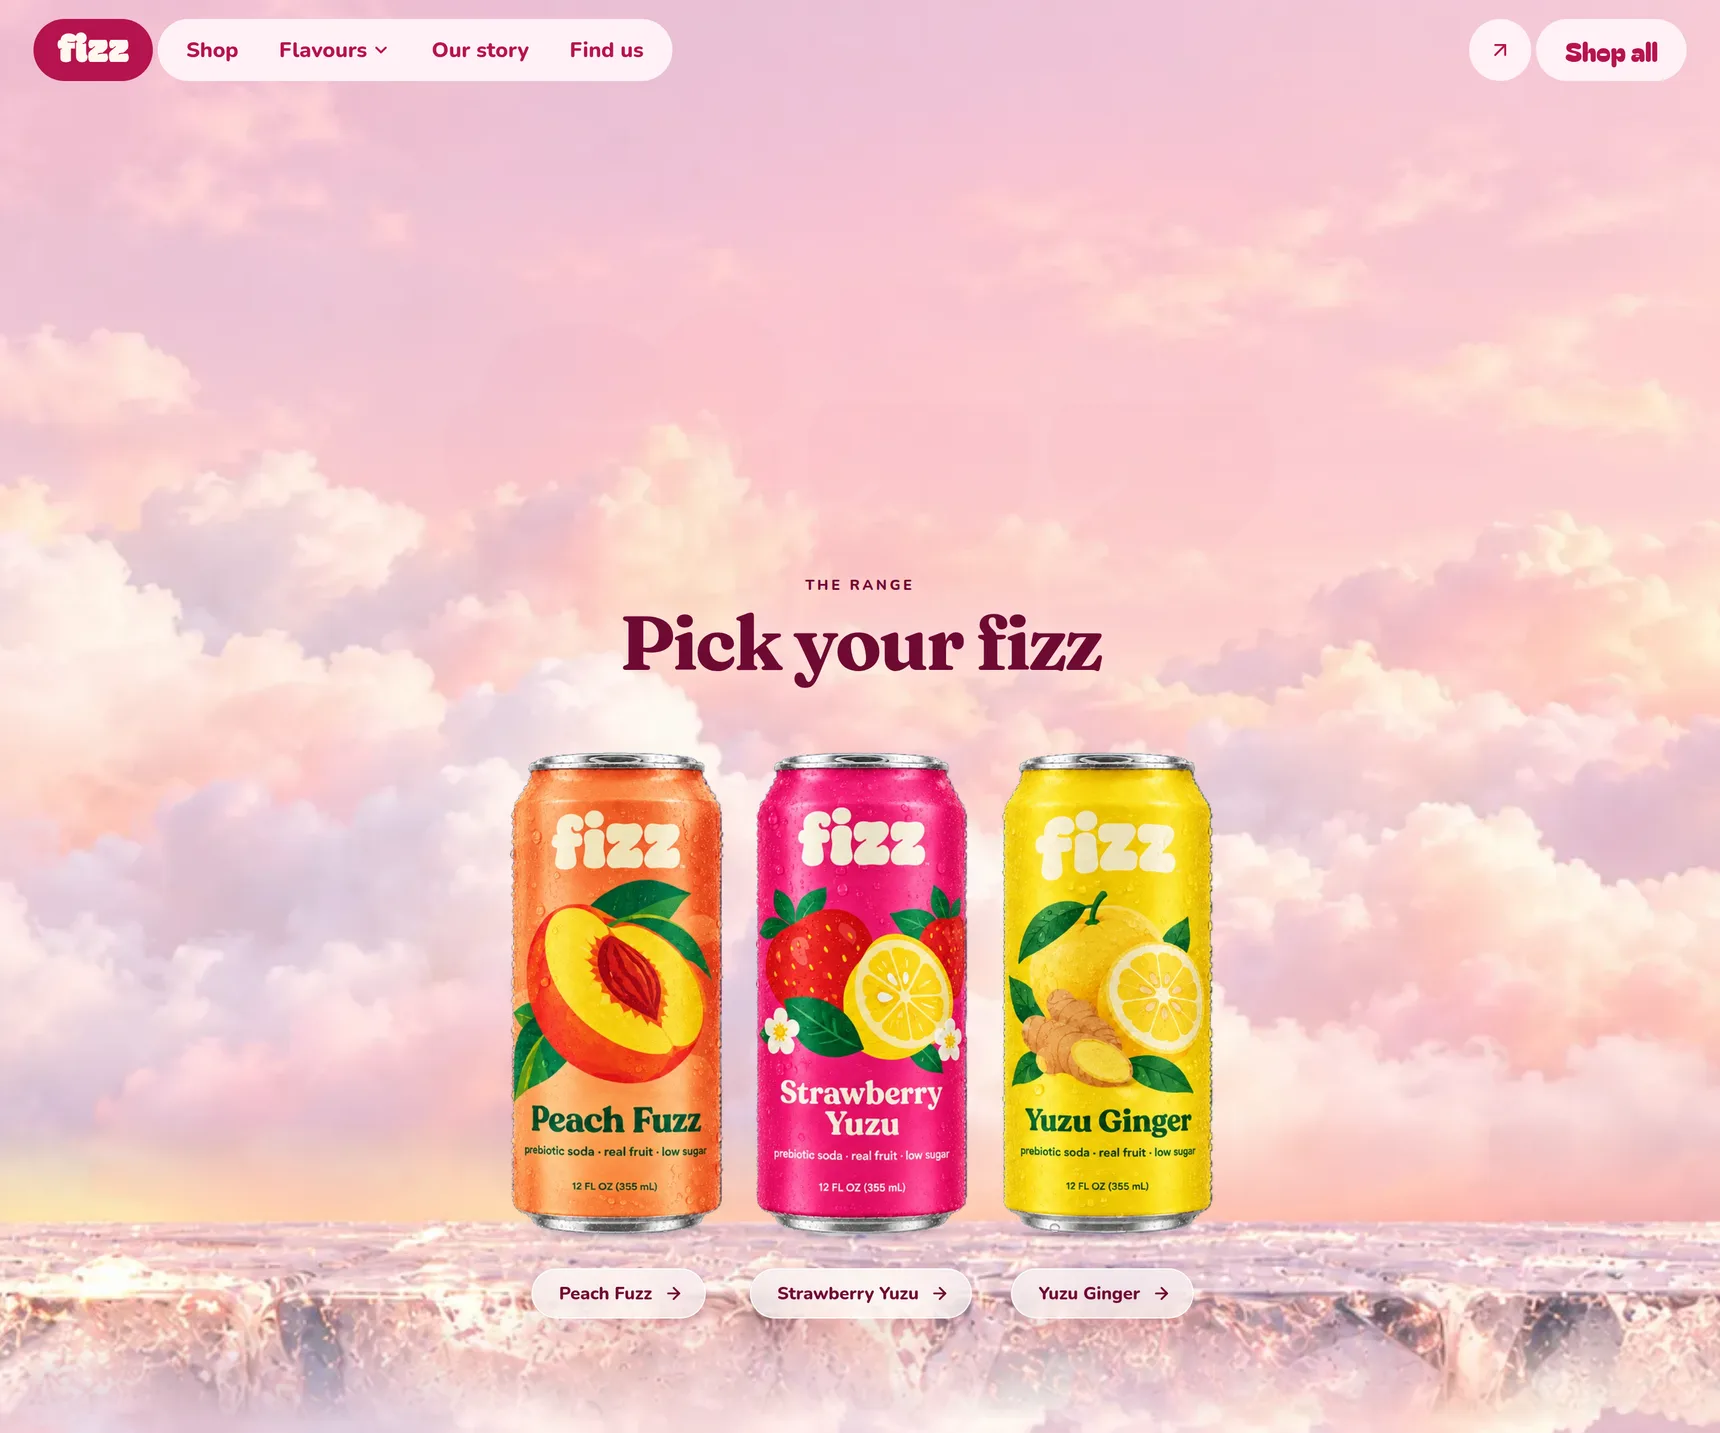 fizz
Shop
Flavours
Our story
Find us
Shop all
THE RANGE
Pick your fizz
fizz
Peach Fuzz
prebiotic soda · real fruit · low sugar
12 FL OZ (355 mL)
fizz
Strawberry
Yuzu
prebiotic soda · real fruit · low sugar
12 FL OZ (355 mL)
fizz
Yuzu Ginger
prebiotic soda · real fruit · low sugar
12 FL OZ (355 mL)
Peach Fuzz
Strawberry Yuzu
Yuzu Ginger